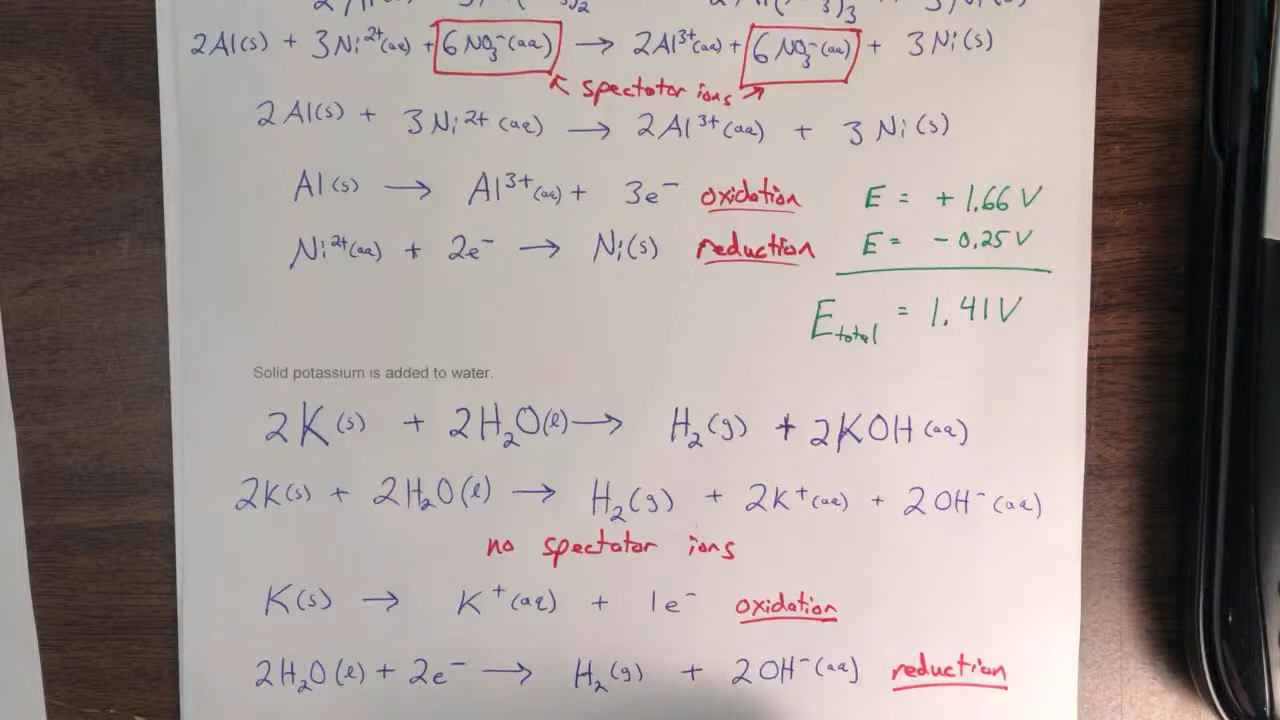 2Al(s) + 3Ni²⁺(aq) + 6NO₃⁻(aq) → 2Al³⁺(aq) + 6NO₃⁻(aq) + 3Ni(s)
↖ spectator ions ↗
2Al(s) + 3Ni²⁺(aq) → 2Al³⁺(aq) + 3Ni(s)
Al(s) → Al³⁺(aq) + 3e⁻ oxidation E = +1.66 V
Ni²⁺(aq) + 2e⁻ → Ni(s) reduction E = -0.25 V
E_total = 1.41V
Solid potassium is added to water.
2K(s) + 2H₂O(l) → H₂(g) + 2KOH(aq)
2K(s) + 2H₂O(l) → H₂(g) + 2K⁺(aq) + 2OH⁻(aq)
no spectator ions
K(s) → K⁺(aq) + 1e⁻ oxidation
2H₂O(l) + 2e⁻ → H₂(g) + 2OH⁻(aq) reduction